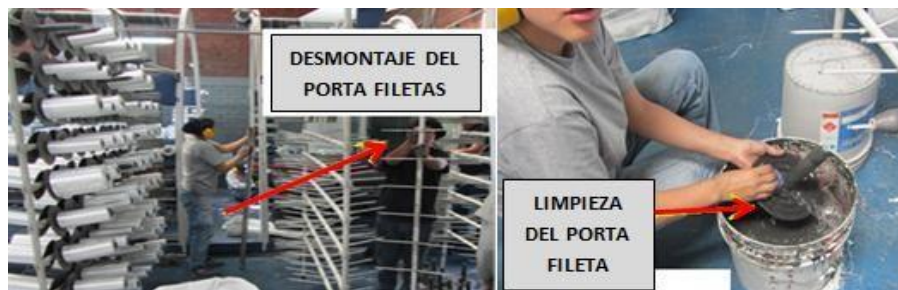 DESMONTAJE DEL
PORTA FILETAS
LIMPIEZA
DEL PORTA
FILETA